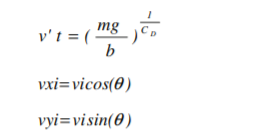 v' t = ( mg / b )^(1 / C_D)
vxi=vicos(θ)
vyi=visin(θ)